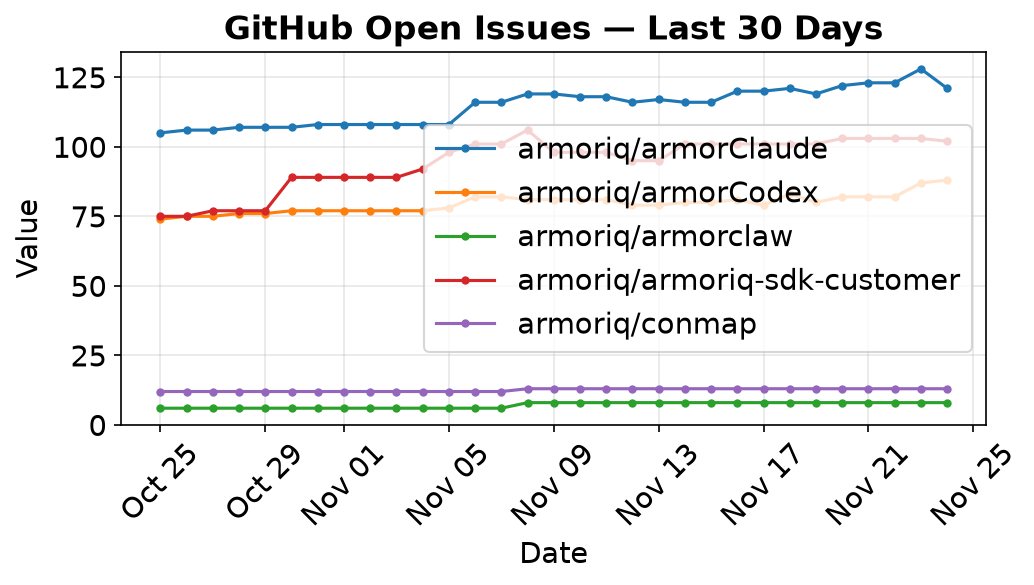 GitHub Open Issues — Last 30 Days
Value
125
100
75
50
25
0
armoriq/armorClaude
armoriq/armorCodex
armoriq/armorclaw
armoriq/armoriq-sdk-customer
armoriq/conmap
Oct 25
Oct 29
Nov 01
Nov 05
Nov 09
Nov 13
Nov 17
Nov 21
Nov 25
Date